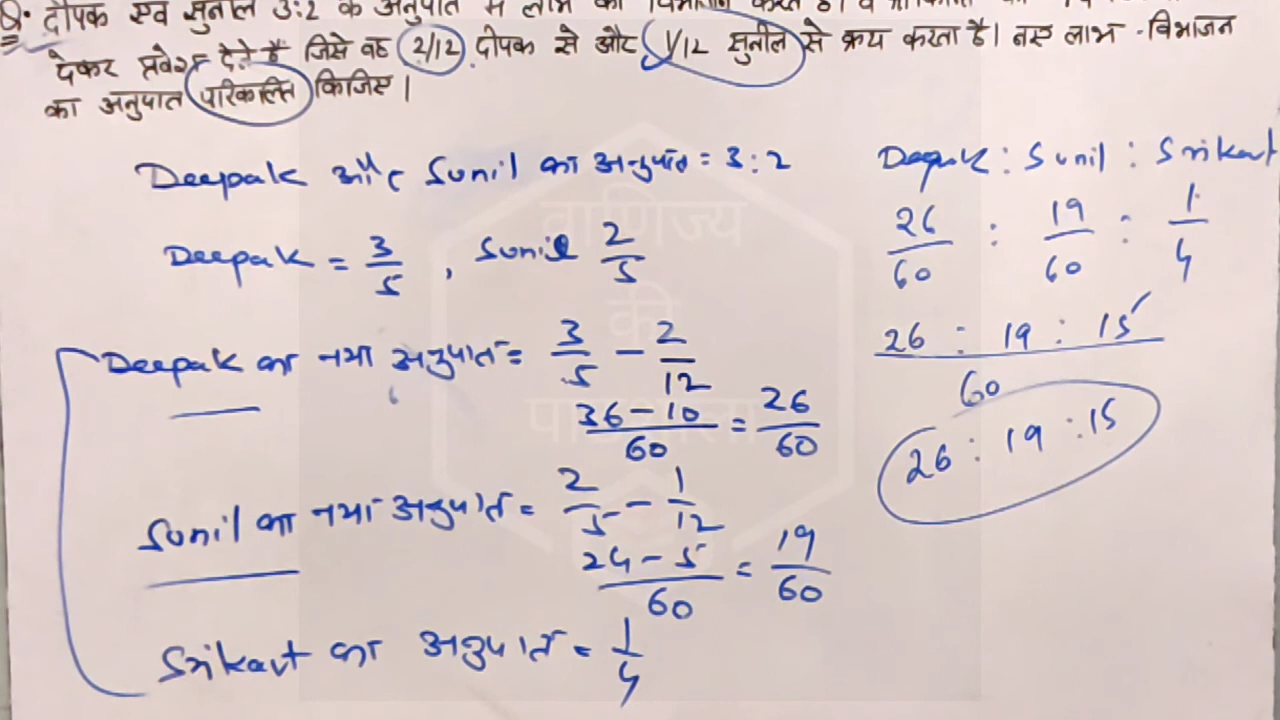 Q. दीपक एवं सुनील 3:2 के अनुपात में लाभ का विभाजन करते है। वे
देकर प्रवेश देते है जिसे वह 2/12 दीपक से और 1/12 सुनील से क्रय करता है। नए लाभ-विभाजन
का अनुपात परिकलित किजिए।
Deepak और Sunil का अनुपात = 3:2
Deepak = 3/5, Sunil 2/5
Deepak का नया अनुपात = 3/5 - 2/12
36-10/60 = 26/60
Sunil का नया अनुपात = 2/5 - 1/12
24-5/60 = 19/60
Srikant का अनुपात = 1/4
Deepak : Sunil : Srikant
26/60 : 19/60 : 1/4
26 : 19 : 15
60
26 : 19 : 15
वाणिज्य
की
पाठशाला